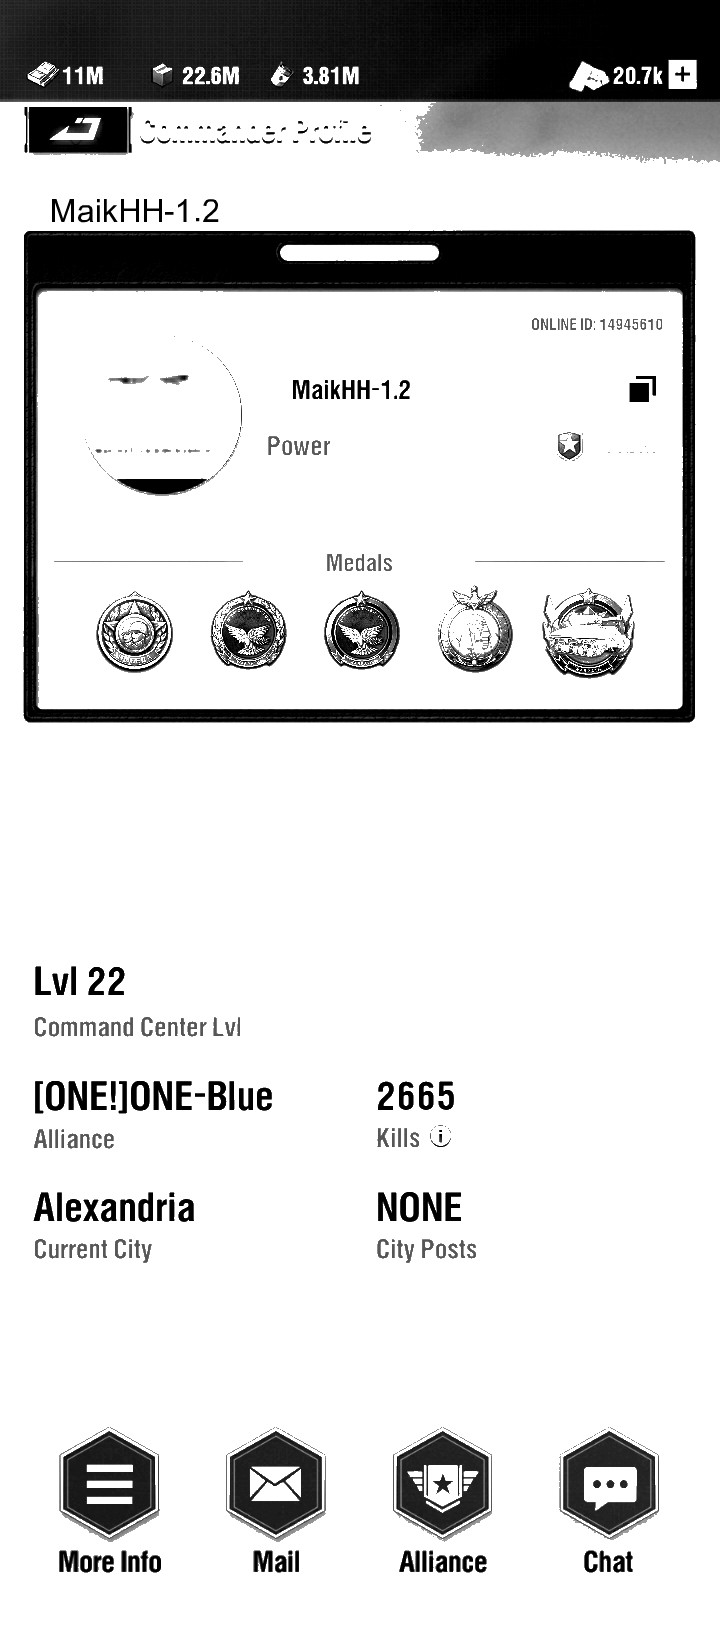 11M 22.6M 3.81M 20.7k +
Commander Profile
MaikHH-1.2
ONLINE ID: 14945610
MaikHH-1.2
Power
Medals
Lvl 22
Command Center Lvl
[ONE!]ONE-Blue 2665
Alliance Kills i
Alexandria NONE
Current City City Posts
More Info Mail Alliance Chat